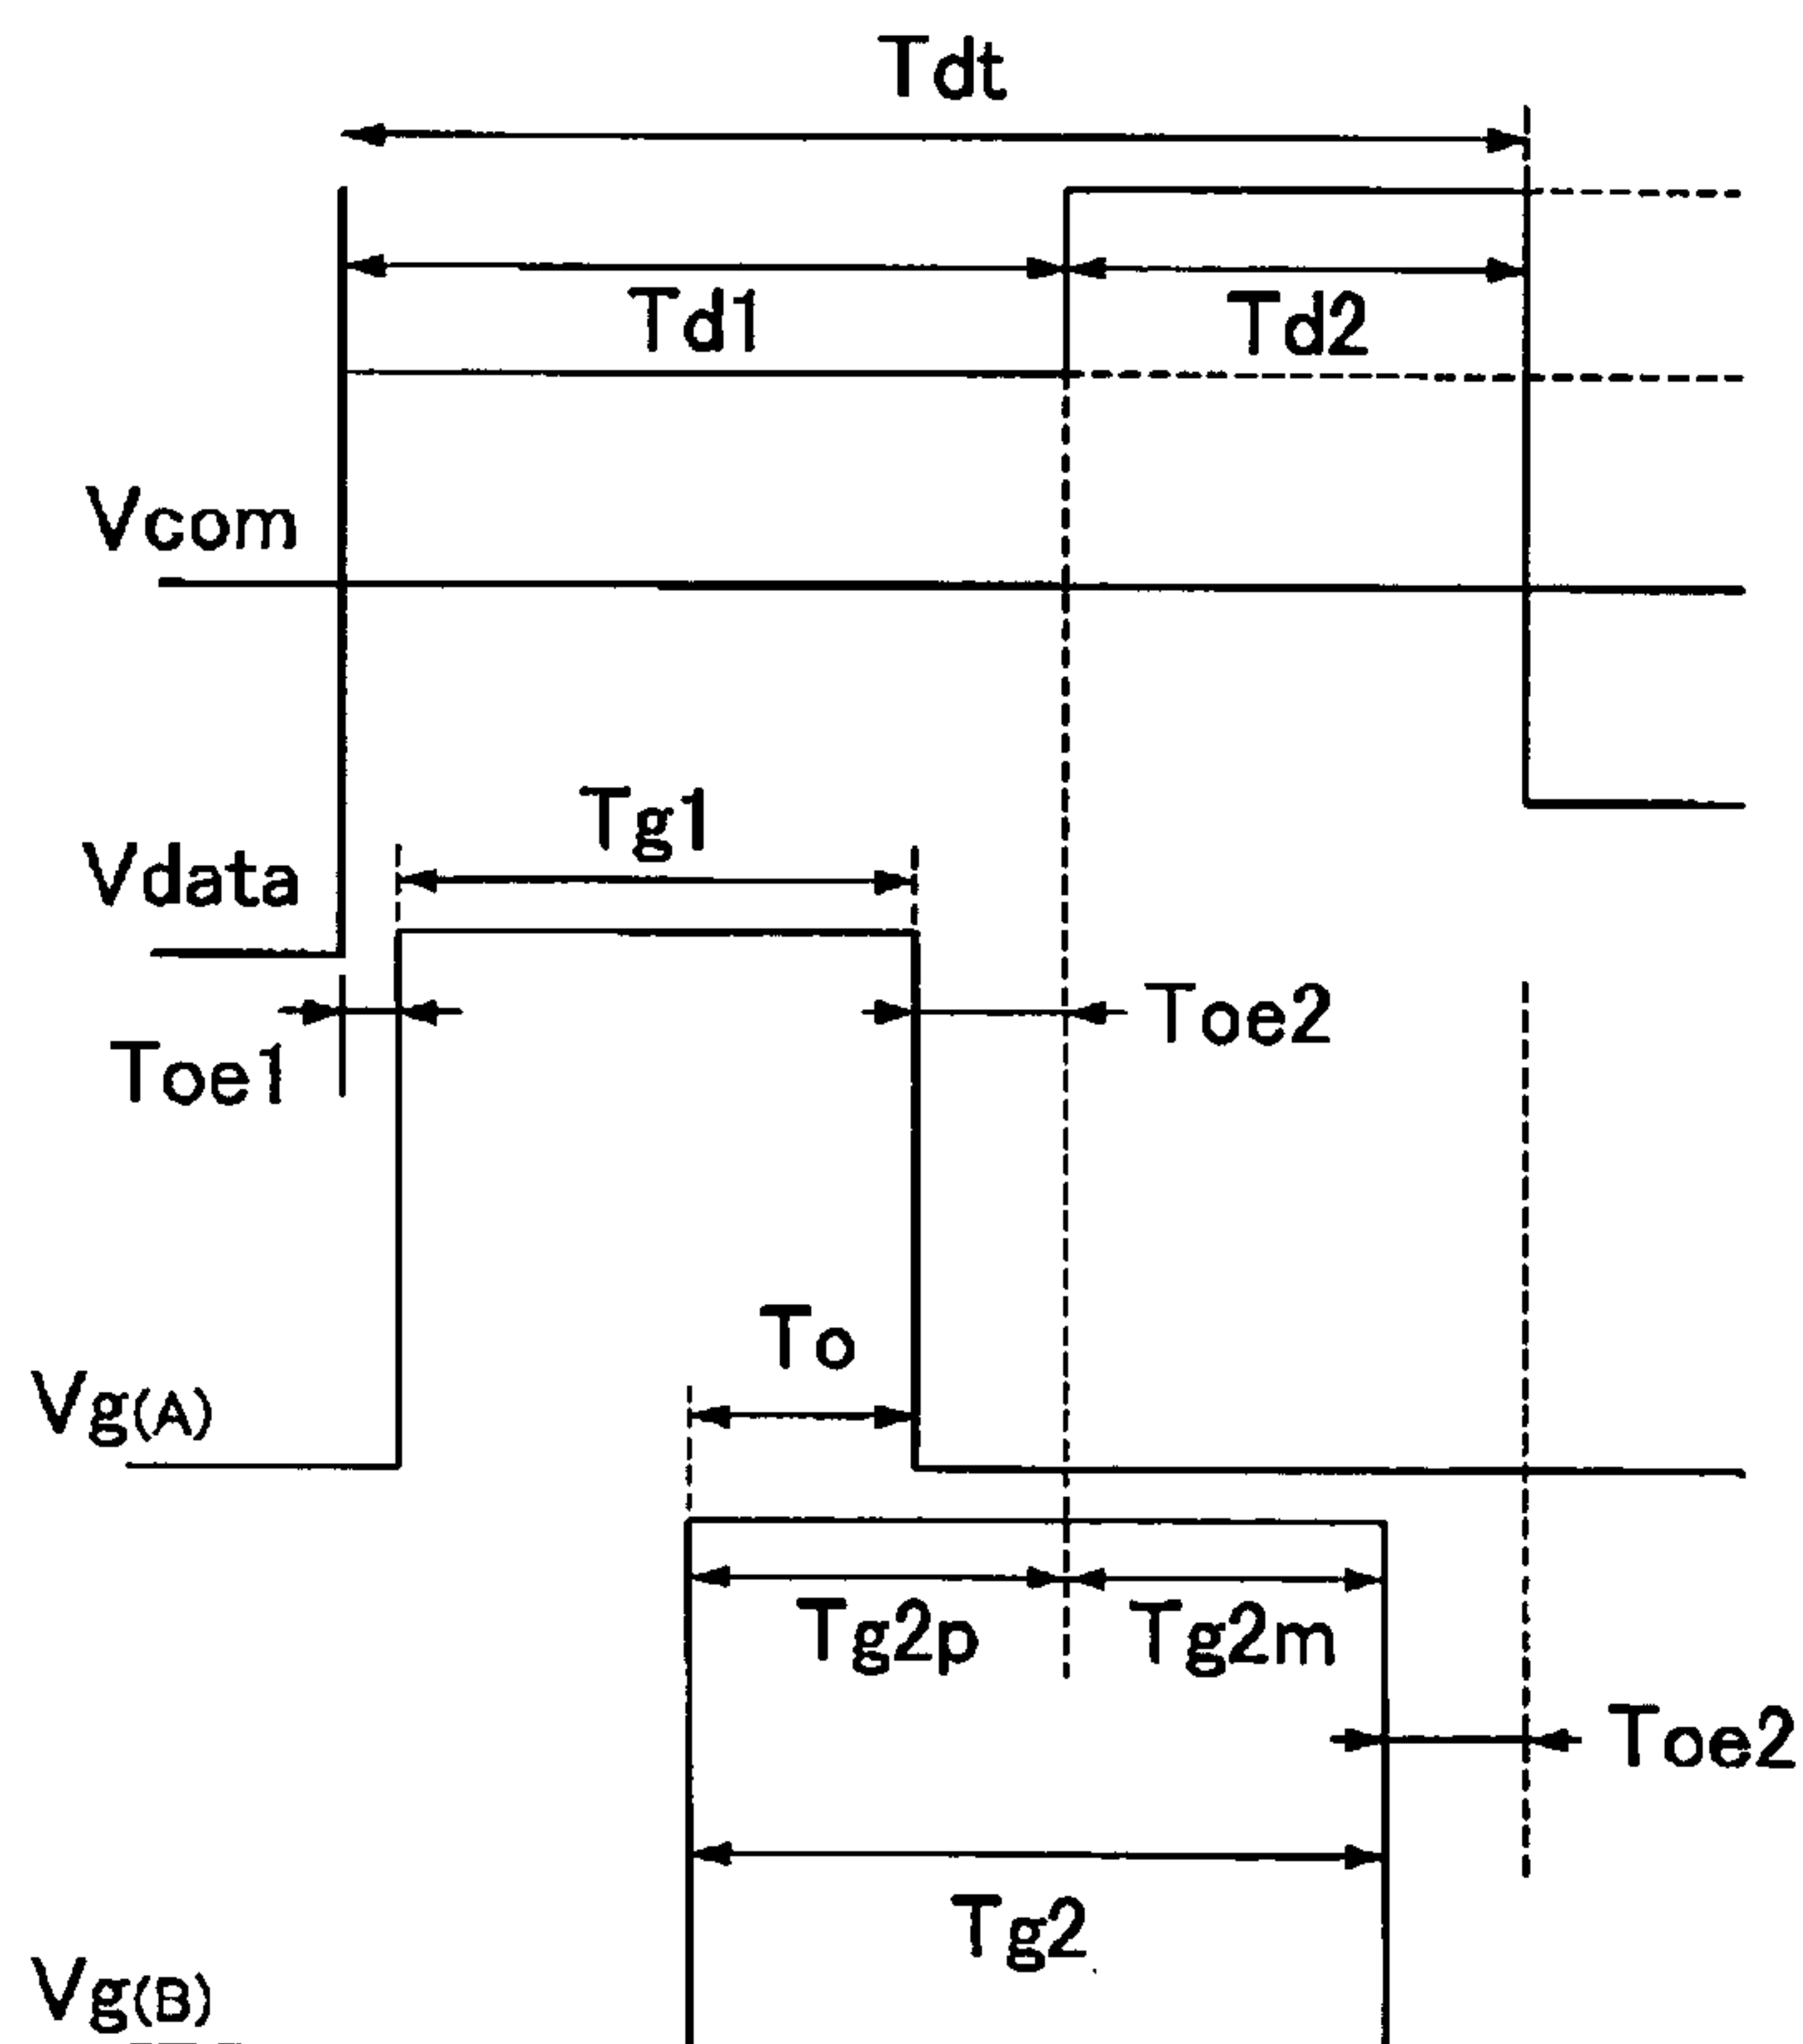 Tdt
Td1
Td2
Vcom
Tg1
Vdata
Toe1
Toe2
To
Vg(A)
Tg2p
Tg2m
Toe2
Tg2
Vg(B)